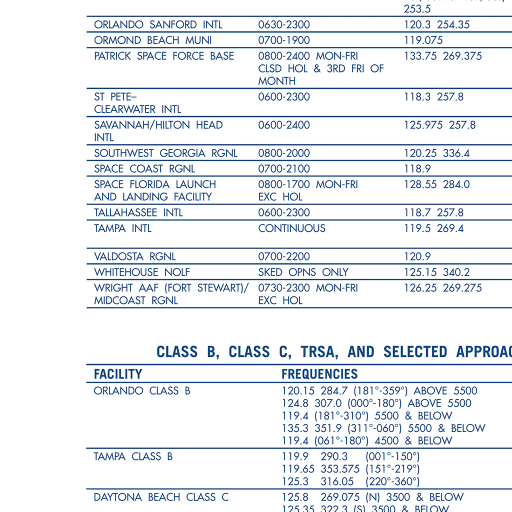 253.5
ORLANDO SANFORD INTL 0630-2300 120.3 254.35
ORMOND BEACH MUNI 0700-1900 119.075
PATRICK SPACE FORCE BASE 0800-2400 MON-FRI 133.75 269.375
CLSD HOL & 3RD FRI OF
MONTH
ST PETE– 0600-2300 118.3 257.8
CLEARWATER INTL
SAVANNAH/HILTON HEAD 0600-2400 125.975 257.8
INTL
SOUTHWEST GEORGIA RGNL 0800-2000 120.25 336.4
SPACE COAST RGNL 0700-2100 118.9
SPACE FLORIDA LAUNCH 0800-1700 MON-FRI 128.55 284.0
AND LANDING FACILITY EXC HOL
TALLAHASSEE INTL 0600-2300 118.7 257.8
TAMPA INTL CONTINUOUS 119.5 269.4
VALDOSTA RGNL 0700-2200 120.9
WHITEHOUSE NOLF SKED OPNS ONLY 125.15 340.2
WRIGHT AAF (FORT STEWART)/ 0730-2300 MON-FRI 126.25 269.275
MIDCOAST RGNL EXC HOL
CLASS B, CLASS C, TRSA, AND SELECTED APPROAC
FACILITY FREQUENCIES
ORLANDO CLASS B 120.15 284.7 (181°-359°) ABOVE 5500
124.8 307.0 (000°-180°) ABOVE 5500
119.4 (181°-310°) 5500 & BELOW
135.3 351.9 (311°-060°) 5500 & BELOW
119.4 (061°-180°) 4500 & BELOW
TAMPA CLASS B 119.9 290.3 (001°-150°)
119.65 353.575 (151°-219°)
125.3 316.05 (220°-360°)
DAYTONA BEACH CLASS C 125.8 269.075 (N) 3500 & BELOW
125.35 322.3 (S) 3500 & BELOW